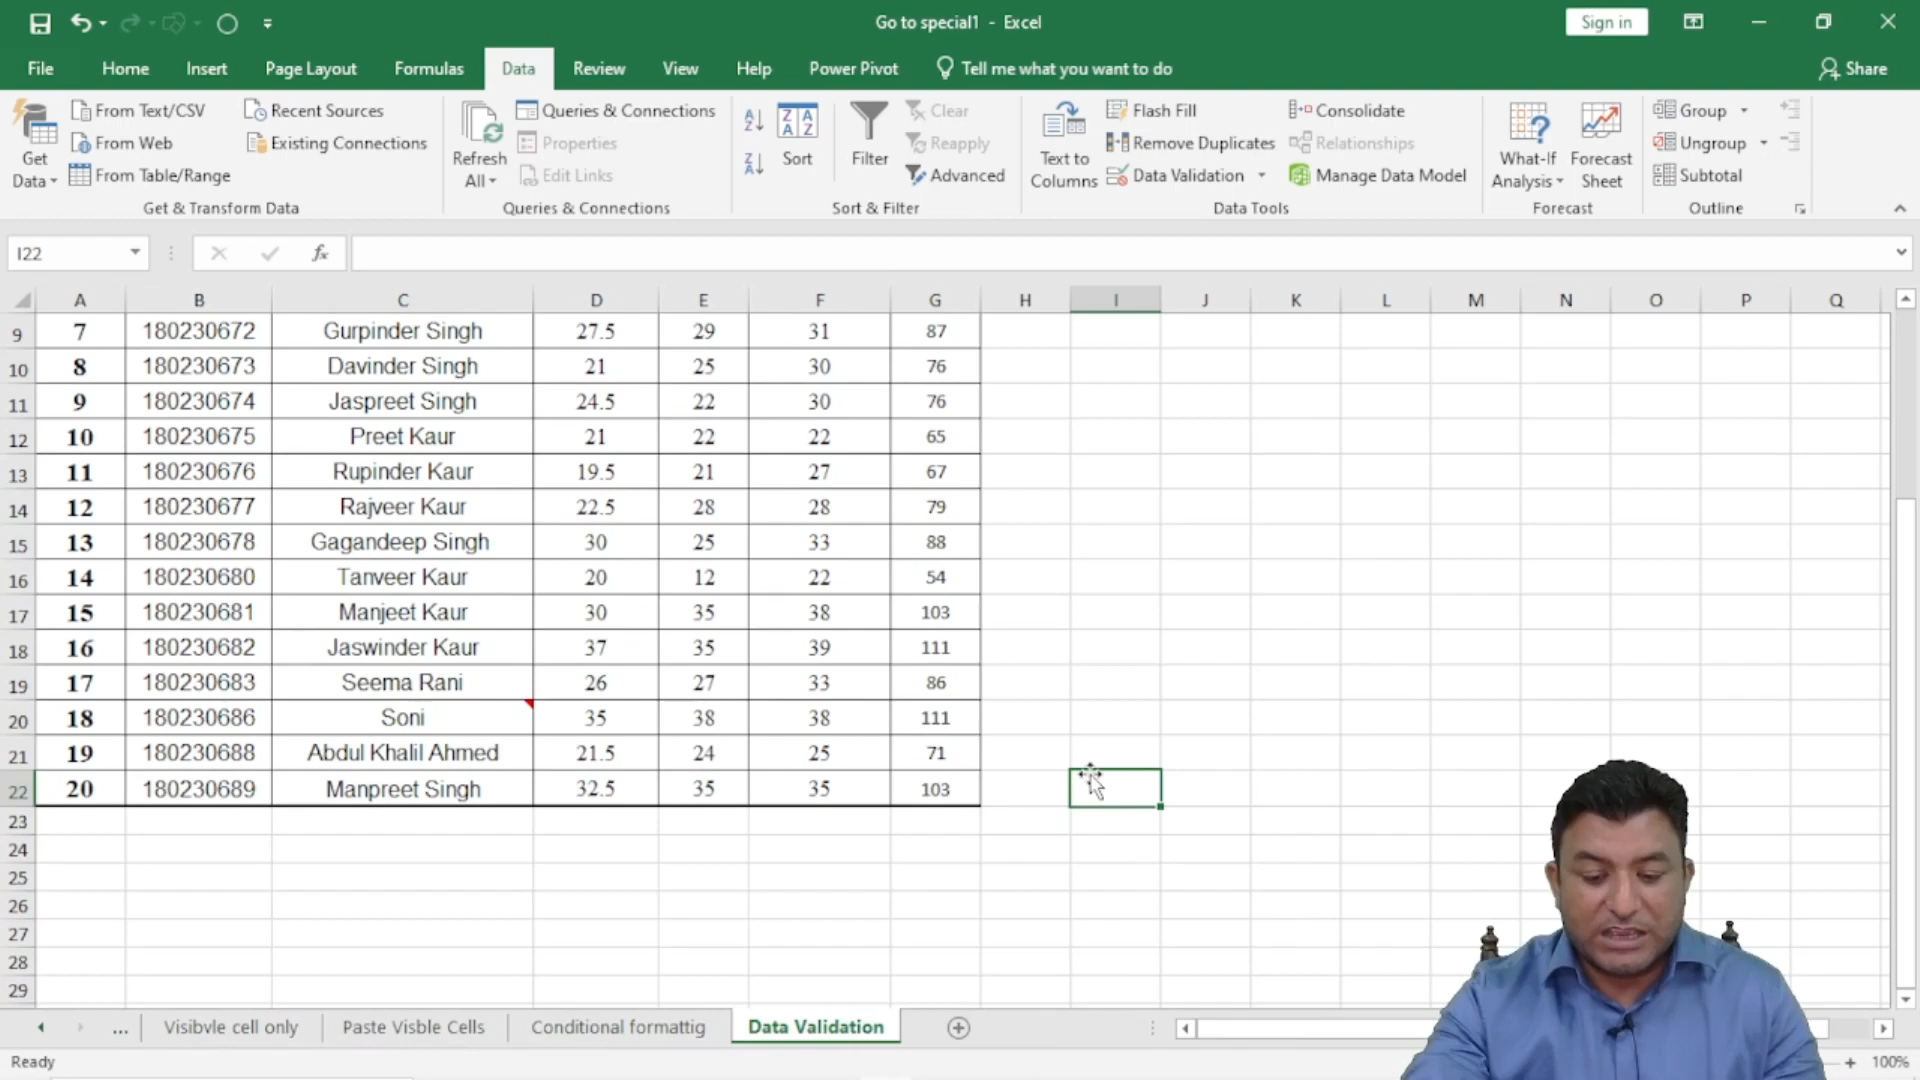 Go to special1 - Excel
Sign in
File Home Insert Page Layout Formulas Data Review View Help Power Pivot Tell me what you want to do Share
Get Data
From Text/CSV
From Web
From Table/Range
Recent Sources
Existing Connections
Get & Transform Data
Refresh All
Queries & Connections
Properties
Edit Links
Queries & Connections
Sort
Filter
Clear
Reapply
Advanced
Sort & Filter
Text to Columns
Flash Fill
Remove Duplicates
Data Validation
Consolidate
Relationships
Manage Data Model
Data Tools
What-If Analysis
Forecast Sheet
Forecast
Group
Ungroup
Subtotal
Outline
I22
fx
A B C D E F G H I J K L M N O P Q
9 7 180230672 Gurpinder Singh 27.5 29 31 87
10 8 180230673 Davinder Singh 21 25 30 76
11 9 180230674 Jaspreet Singh 24.5 22 30 76
12 10 180230675 Preet Kaur 21 22 22 65
13 11 180230676 Rupinder Kaur 19.5 21 27 67
14 12 180230677 Rajveer Kaur 22.5 28 28 79
15 13 180230678 Gagandeep Singh 30 25 33 88
16 14 180230680 Tanveer Kaur 20 12 22 54
17 15 180230681 Manjeet Kaur 30 35 38 103
18 16 180230682 Jaswinder Kaur 37 35 39 111
19 17 180230683 Seema Rani 26 27 33 86
20 18 180230686 Soni 35 38 38 111
21 19 180230688 Abdul Khalil Ahmed 21.5 24 25 71
22 20 180230689 Manpreet Singh 32.5 35 35 103
23
24
25
26
27
28
29
... Visibvle cell only Paste Visble Cells Conditional formattig Data Validation
Ready
100%